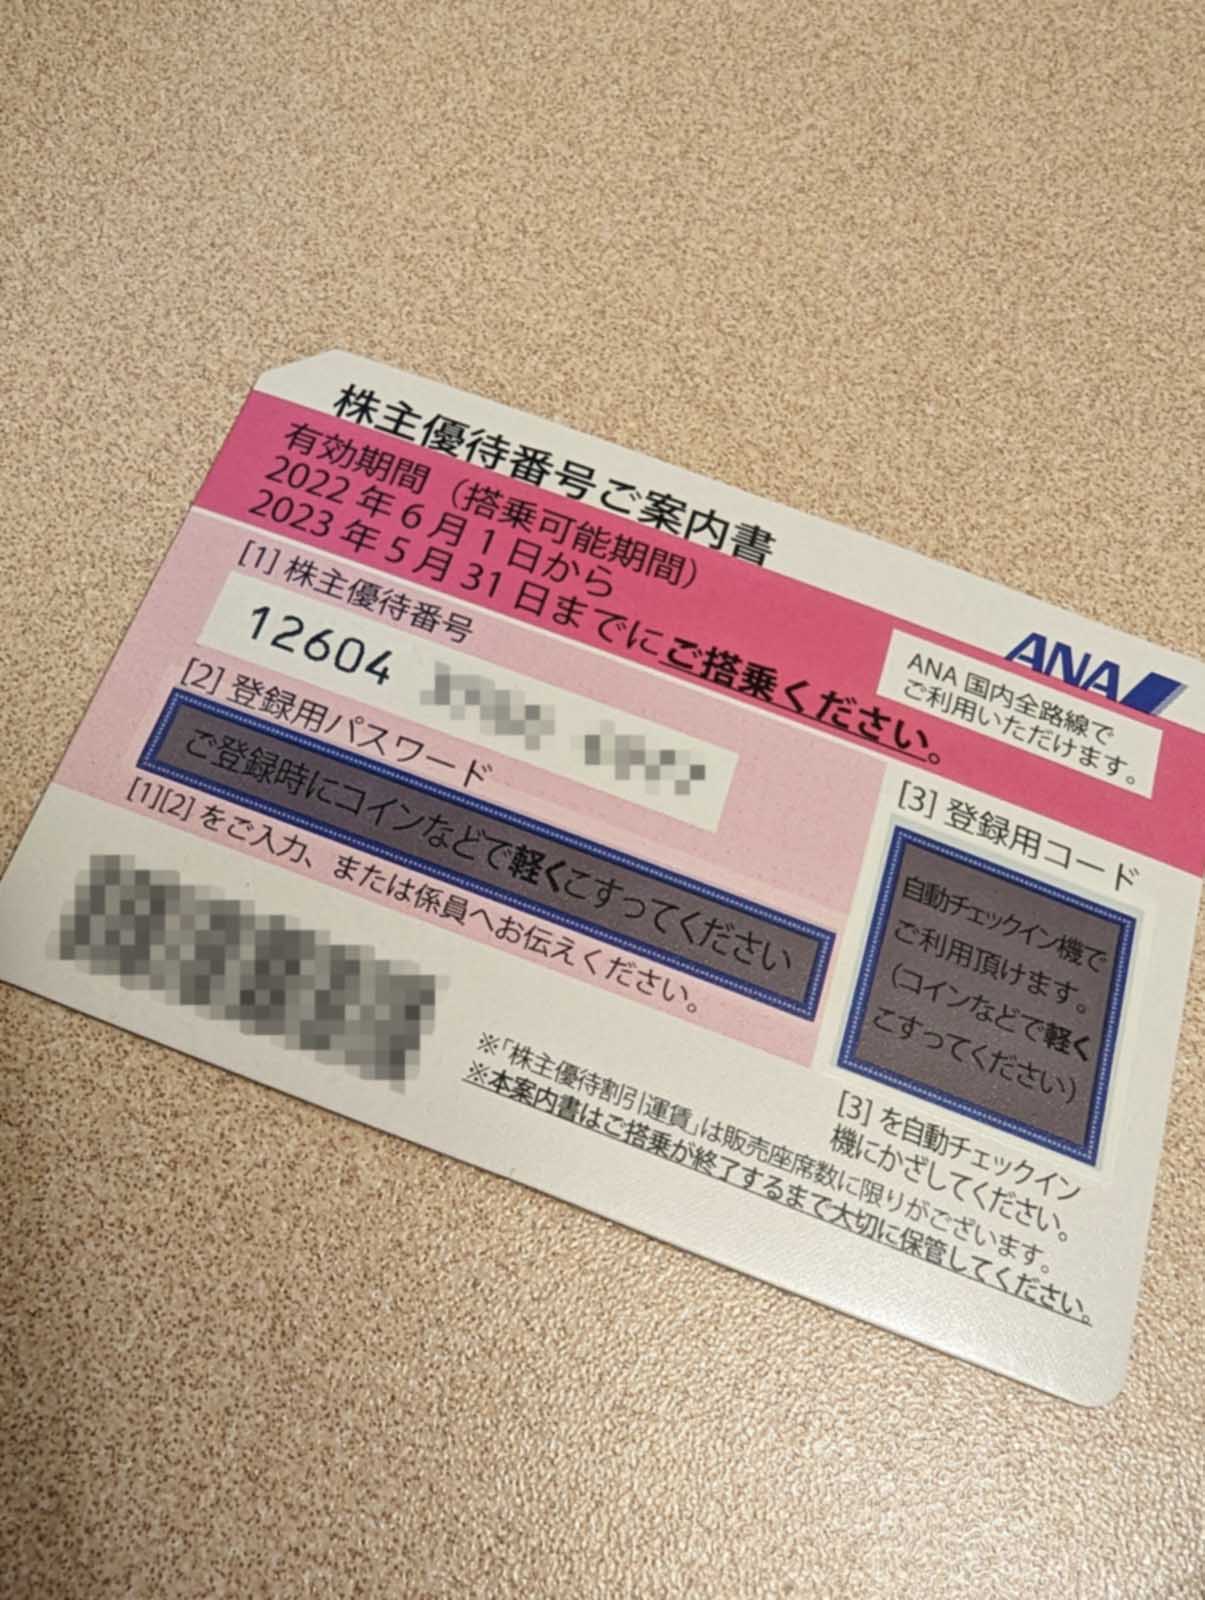 株主優待番号ご案内書
有効期間（搭乗可能期間）
2022年6月1日から
2023年5月31日までにご搭乗ください。
ANA
ANA国内全路線で
ご利用いただけます。
[1] 株主優待番号
12604
[2] 登録用パスワード
ご登録時にコインなどで軽くこすってください
[1][2] をご入力、または係員へお伝えください。
[3] 登録用コード
自動チェックイン機で
ご利用頂けます。
（コインなどで軽く
こすってください）
[3] を自動チェックイン
機にかざしてください。
※「株主優待割引運賃」は販売座席数に限りがございます。
※本案内書はご搭乗が終了するまで大切に保管してください。